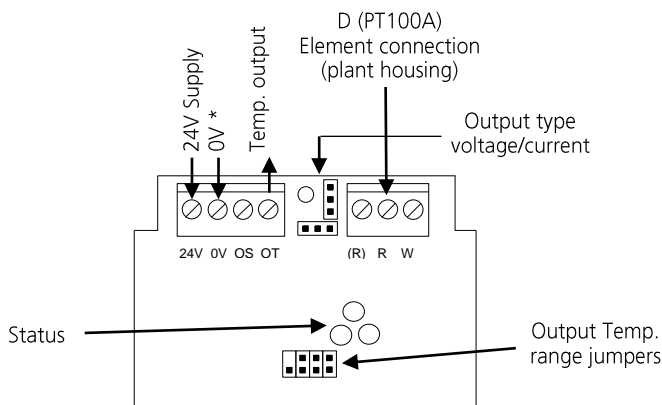 D (PT100A)
Element connection
(plant housing)
24V Supply
0V *
Temp. output
Output type
voltage/current
24V 0V OS OT
(R) R W
Status
Output Temp.
range jumpers